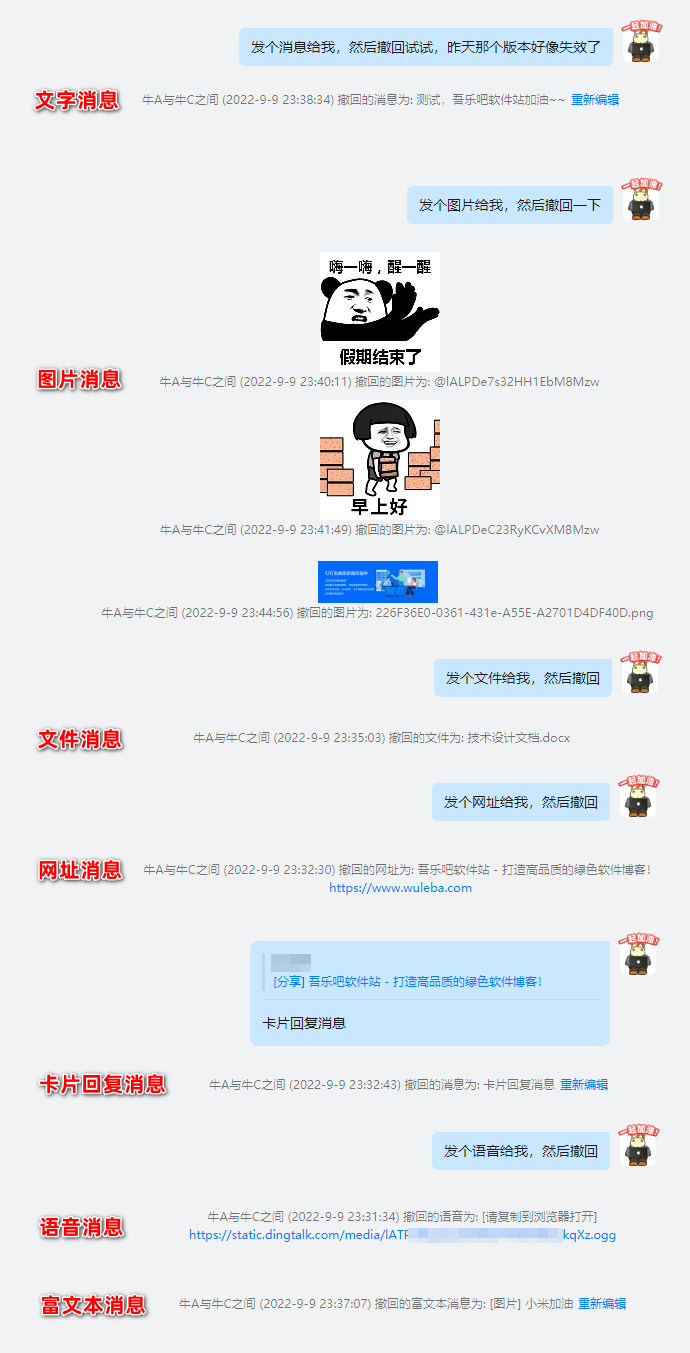 发个消息给我，然后撤回试试，昨天那个版本好像失效了
一起加油!
文字消息
牛A与牛C之间 (2022-9-9 23:38:34) 撤回的消息为: 测试，吾乐吧软件站加油~~ 重新编辑
发个图片给我，然后撤回一下
一起加油!
嗨一嗨，醒一醒
假期结束了
图片消息
牛A与牛C之间 (2022-9-9 23:40:11) 撤回的图片为: @lALPDe7s32HH1EbM8Mzw
早上好
牛A与牛C之间 (2022-9-9 23:41:49) 撤回的图片为: @lALPDeC23RyKCvXM8Mzw
牛A与牛C之间 (2022-9-9 23:44:56) 撤回的图片为: 226F36E0-0361-431e-A55E-A2701D4DF40D.png
发个文件给我，然后撤回
一起加油!
文件消息
牛A与牛C之间 (2022-9-9 23:35:03) 撤回的文件为: 技术设计文档.docx
发个网址给我，然后撤回
一起加油!
网址消息
牛A与牛C之间 (2022-9-9 23:32:30) 撤回的网址为: 吾乐吧软件站 - 打造高品质的绿色软件博客！
https://www.wuleba.com
一起加油!
[分享] 吾乐吧软件站 - 打造高品质的绿色软件博客！
卡片回复消息
卡片回复消息
牛A与牛C之间 (2022-9-9 23:32:43) 撤回的消息为: 卡片回复消息 重新编辑
发个语音给我，然后撤回
一起加油!
语音消息
牛A与牛C之间 (2022-9-9 23:31:34) 撤回的语音为: [请复制到浏览器打开]
https://static.dingtalk.com/media/lATP kqXz.ogg
富文本消息
牛A与牛C之间 (2022-9-9 23:37:07) 撤回的富文本消息为: [图片] 小米加油 重新编辑